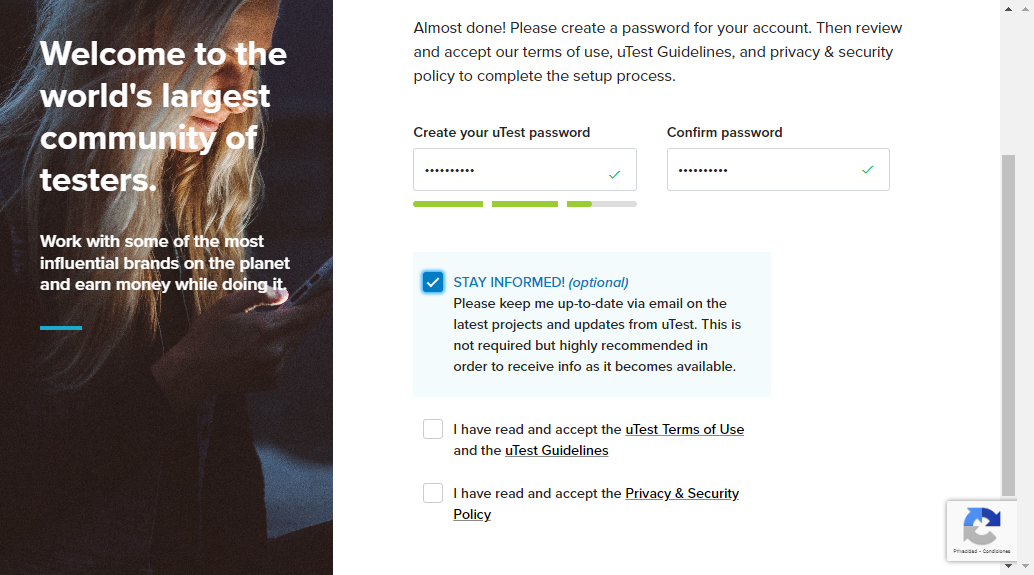 Welcome to the
world's largest
community of
testers.
Work with some of the most
influential brands on the planet
and earn money while doing it.
Almost done! Please create a password for your account. Then review
and accept our terms of use, uTest Guidelines, and privacy & security
policy to complete the setup process.
Create your uTest password
Confirm password
••••••••••
••••••••••
STAY INFORMED! (optional)
Please keep me up-to-date via email on the
latest projects and updates from uTest. This is
not required but highly recommended in
order to receive info as it becomes available.
I have read and accept the uTest Terms of Use
and the uTest Guidelines
I have read and accept the Privacy & Security
Policy
Privacidad - Condiciones